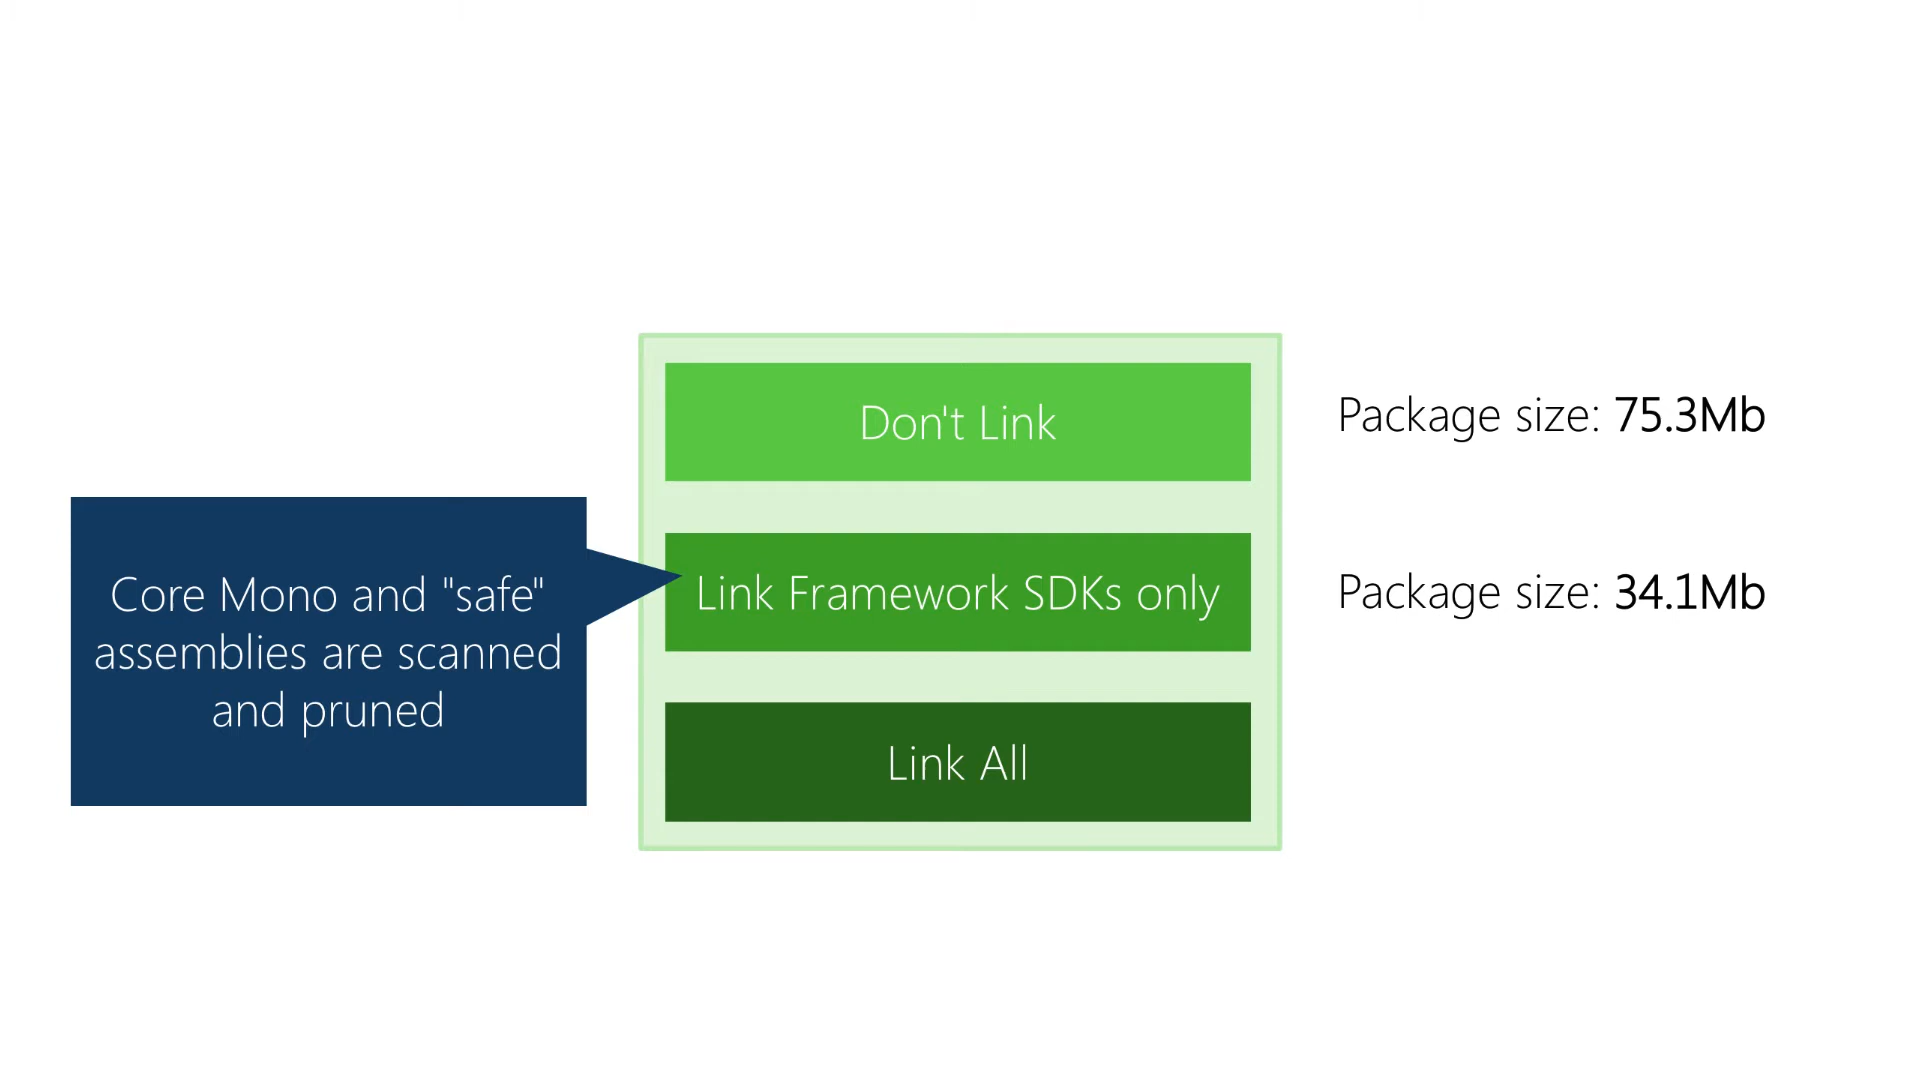 Don't Link
Package size: 75.3Mb
Core Mono and "safe"
assemblies are scanned
and pruned
Link Framework SDKs only
Package size: 34.1Mb
Link All